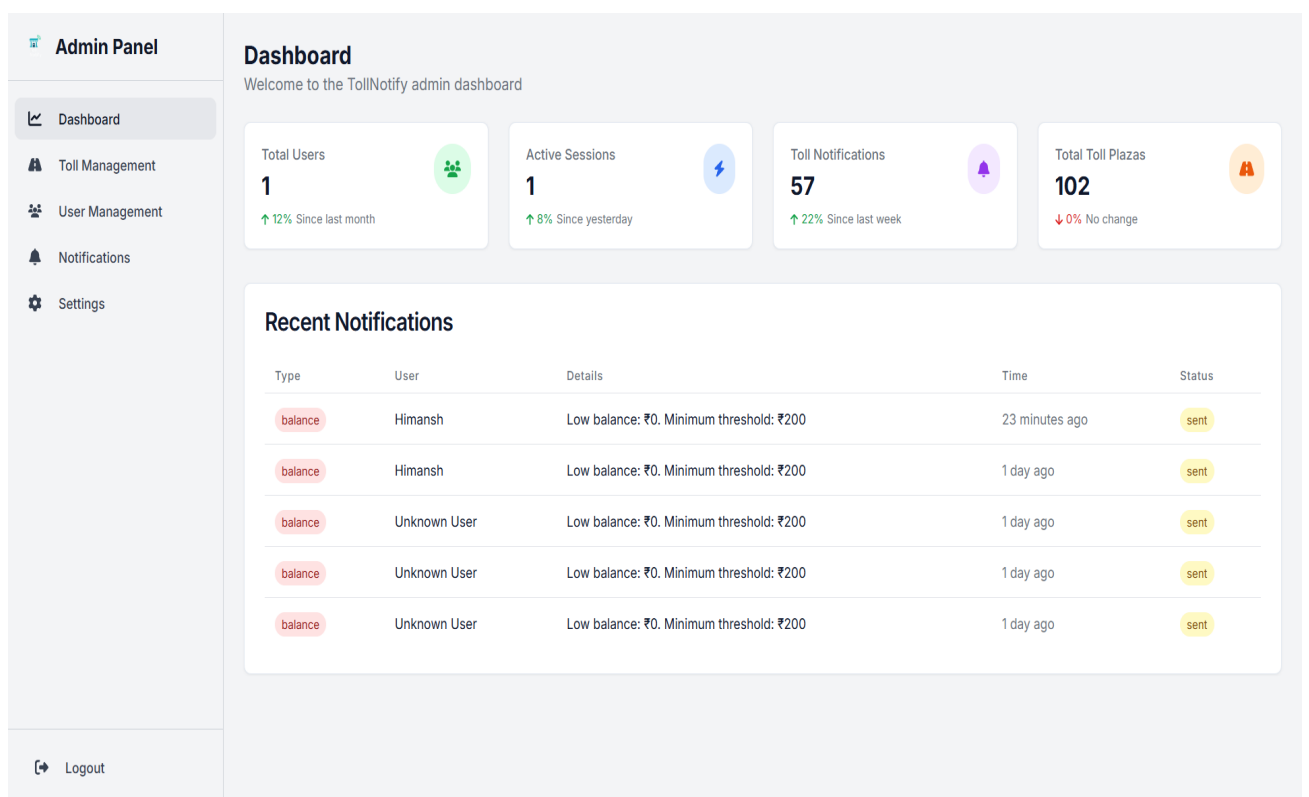 Admin Panel
Dashboard
Toll Management
User Management
Notifications
Settings
Logout
Dashboard
Welcome to the TollNotify admin dashboard
Total Users
1
12% Since last month
Active Sessions
1
8% Since yesterday
Toll Notifications
57
22% Since last week
Total Toll Plazas
102
0% No change
Recent Notifications
Type User Details Time Status
balance Himansh Low balance: ₹0. Minimum threshold: ₹200 23 minutes ago sent
balance Himansh Low balance: ₹0. Minimum threshold: ₹200 1 day ago sent
balance Unknown User Low balance: ₹0. Minimum threshold: ₹200 1 day ago sent
balance Unknown User Low balance: ₹0. Minimum threshold: ₹200 1 day ago sent
balance Unknown User Low balance: ₹0. Minimum threshold: ₹200 1 day ago sent